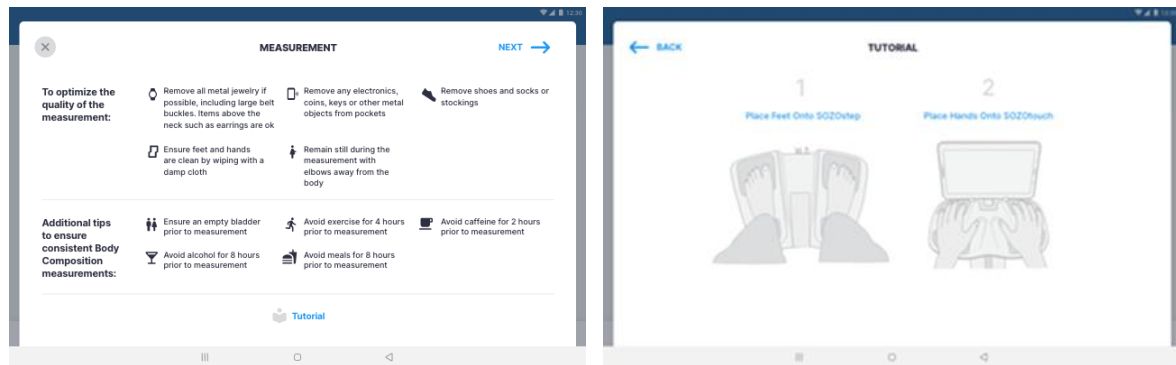 12:30
MEASUREMENT
NEXT
To optimize the
quality of the
measurement:
Remove all metal jewelry if
possible, including large belt
buckles. Items above the
neck such as earrings are ok
Remove any electronics,
coins, keys or other metal
objects from pockets
Remove shoes and socks or
stockings
Ensure feet and hands
are clean by wiping with a
damp cloth
Remain still during the
measurement with
elbows away from the
body
Additional tips
to ensure
consistent Body
Composition
measurements:
Ensure an empty bladder
prior to measurement
Avoid exercise for 4 hours
prior to measurement
Avoid caffeine for 2 hours
prior to measurement
Avoid alcohol for 8 hours
prior to measurement
Avoid meals for 8 hours
prior to measurement
Tutorial
BACK
TUTORIAL
1
Place Feet Onto SOZOstep
2
Place Hands Onto SOZOtouch